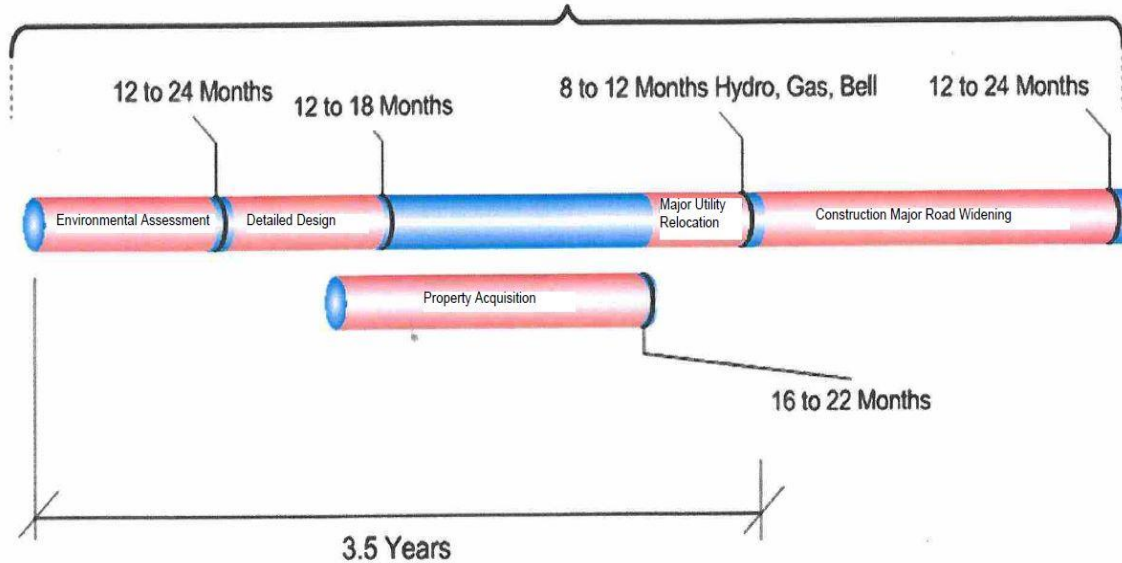 12 to 24 Months
12 to 18 Months
8 to 12 Months Hydro, Gas, Bell
12 to 24 Months
Environmental Assessment
Detailed Design
Major Utility
Relocation
Construction Major Road Widening
Property Acquisition
16 to 22 Months
3.5 Years